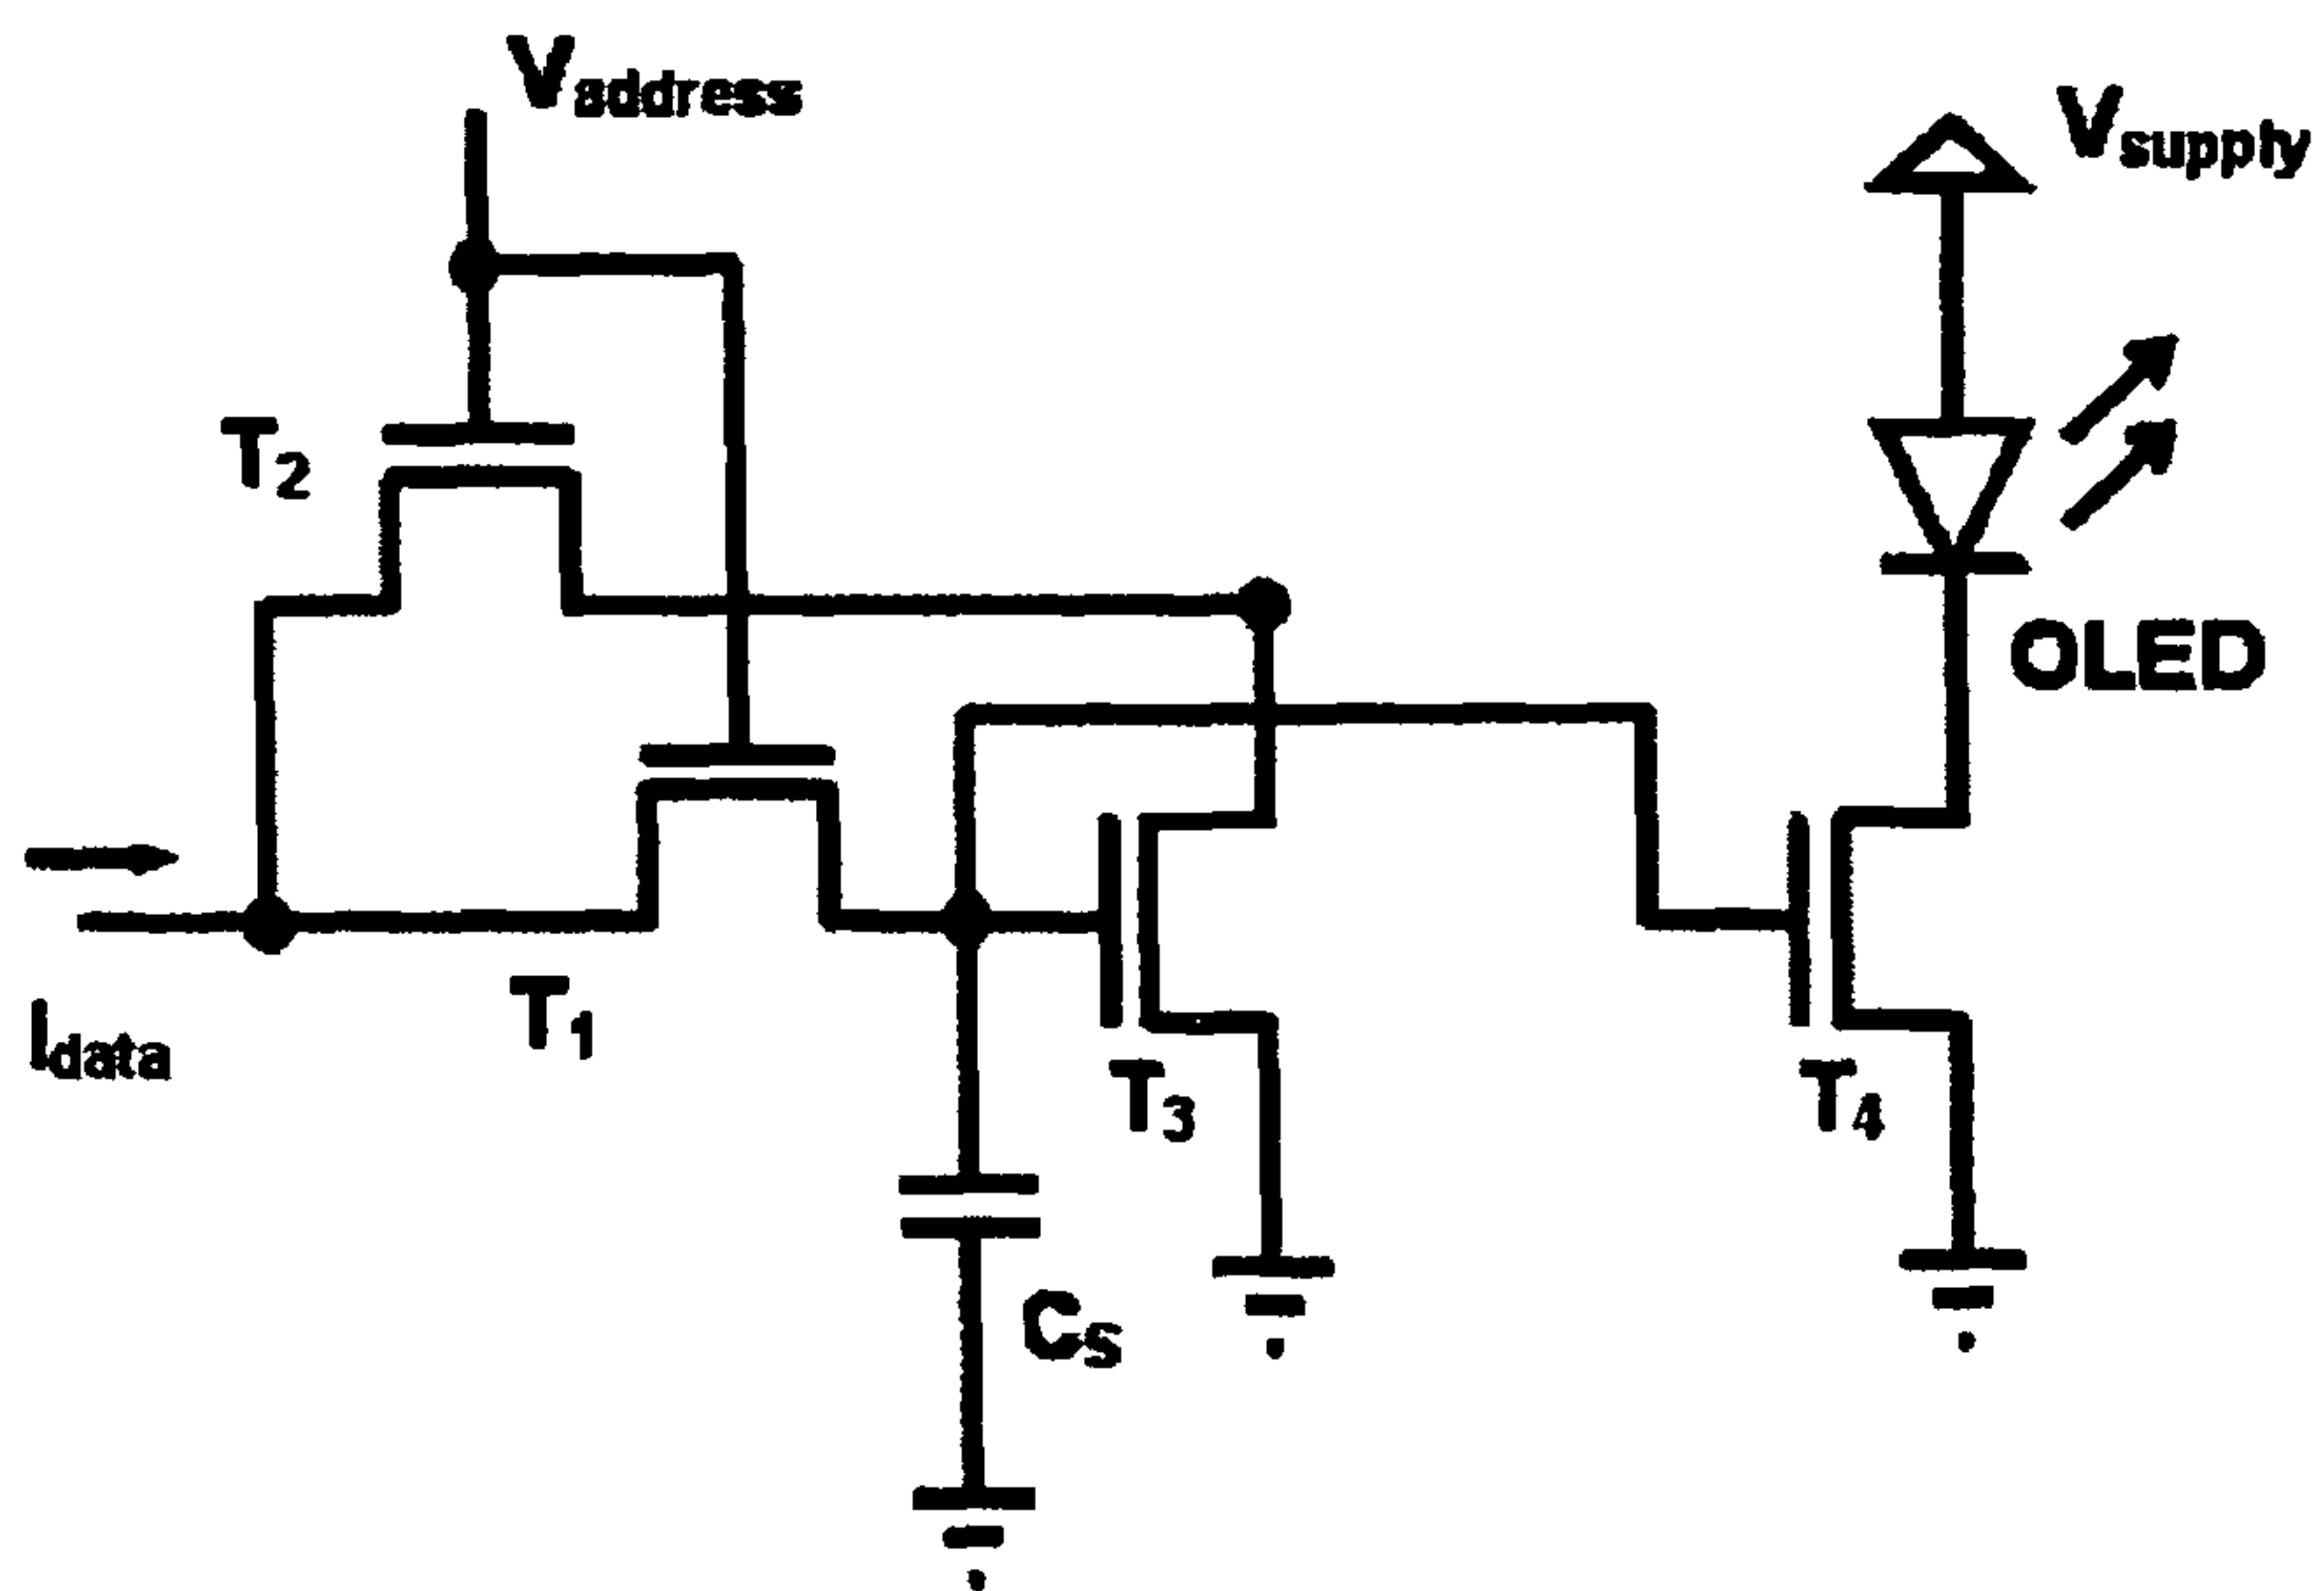 Vaddress
Vsupply
T2
OLED
Idata
T1
T3
T4
Cs